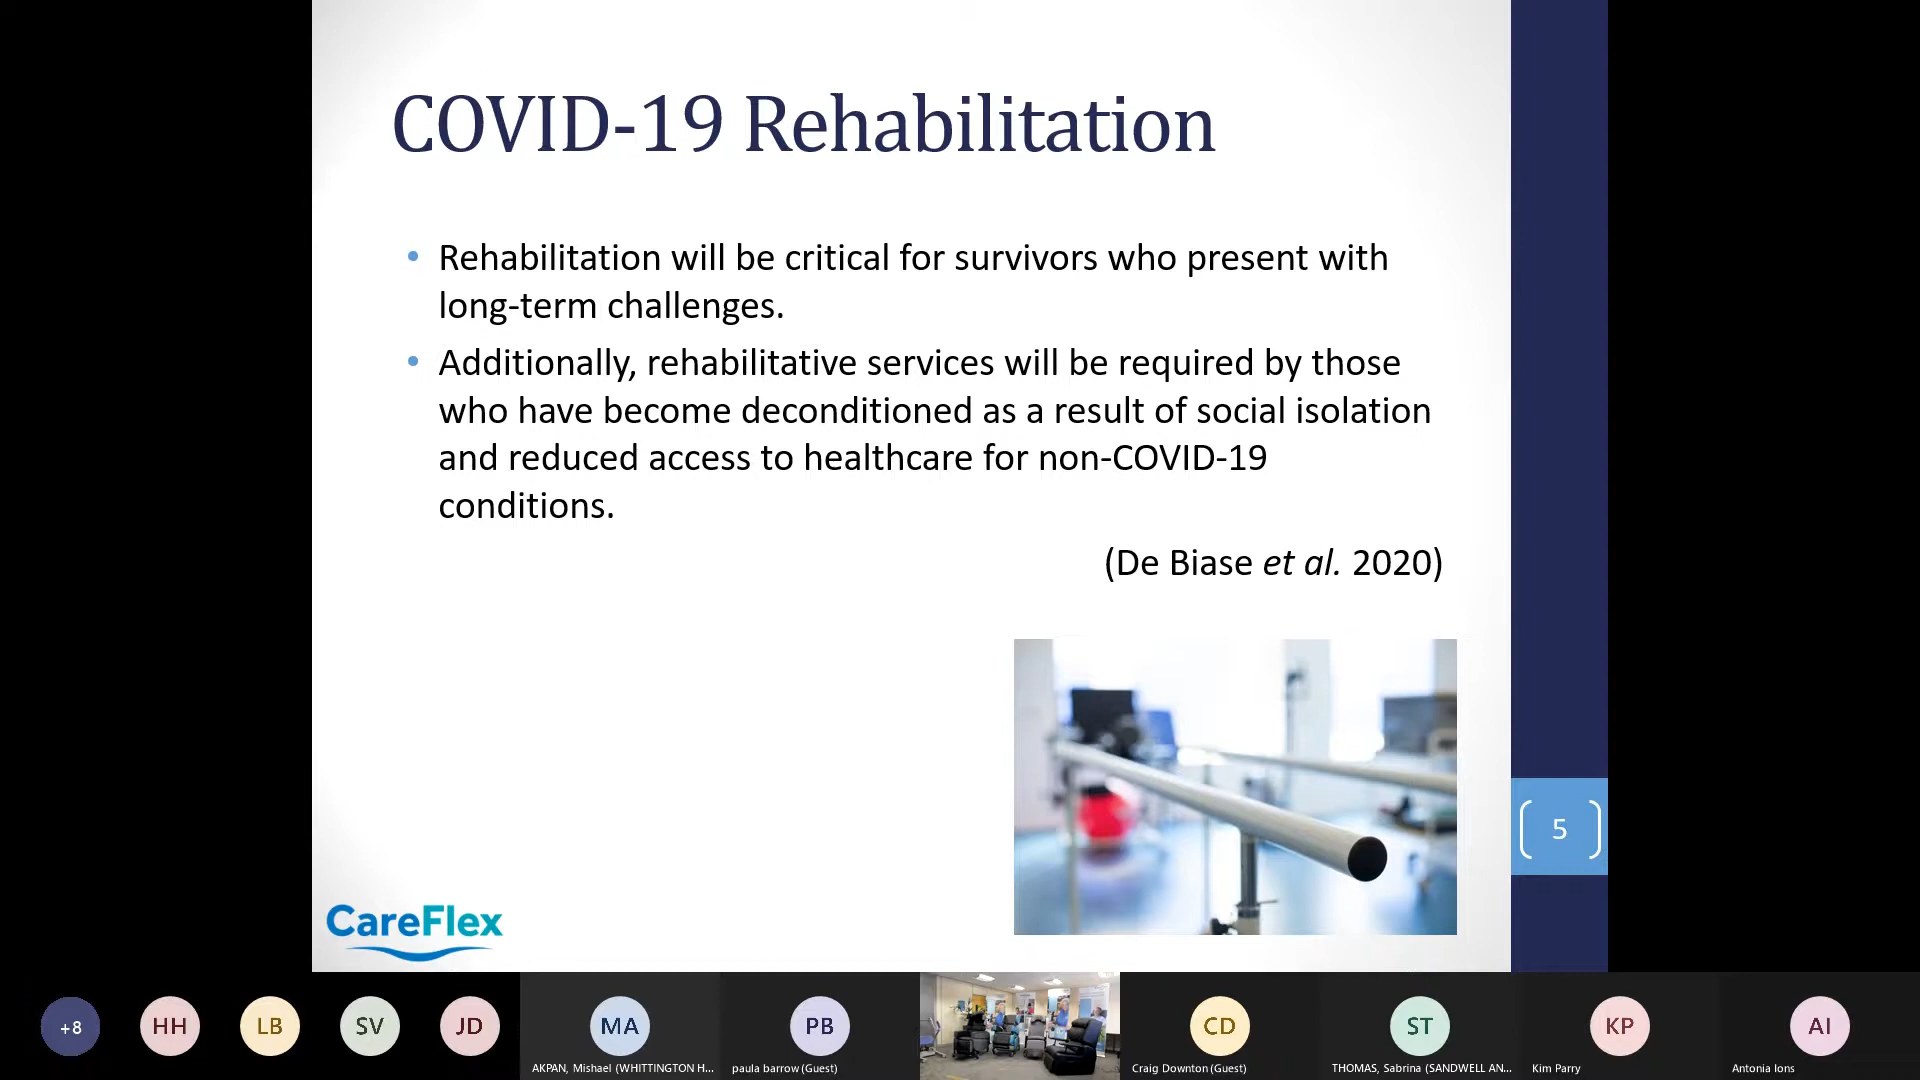 COVID-19 Rehabilitation
• Rehabilitation will be critical for survivors who present with
long-term challenges.
• Additionally, rehabilitative services will be required by those
who have become deconditioned as a result of social isolation
and reduced access to healthcare for non-COVID-19
conditions.
(De Biase et al. 2020)
5
CareFlex
+8
HH
LB
SV
JD
MA
PB
CD
ST
KP
AI
AKPAN, Mishael (WHITTINGTON H...
paula barrow (Guest)
Craig Downton (Guest)
THOMAS, Sabrina (SANDWELL AN...
Kim Parry
Antonia Ions